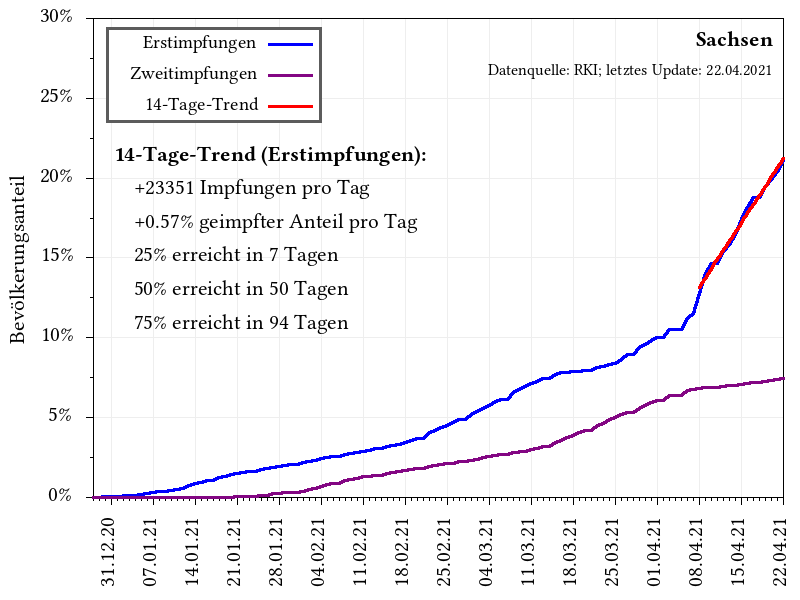 30%
25%
20%
15%
10%
5%
0%
Bevölkerungsanteil
Erstimpfungen
Zweitimpfungen
14-Tage-Trend
Sachsen
Datenquelle: RKI; letztes Update: 22.04.2021
14-Tage-Trend (Erstimpfungen):
+23351 Impfungen pro Tag
+0.57% geimpfter Anteil pro Tag
25% erreicht in 7 Tagen
50% erreicht in 50 Tagen
75% erreicht in 94 Tagen
31.12.20
07.01.21
14.01.21
21.01.21
28.01.21
04.02.21
11.02.21
18.02.21
25.02.21
04.03.21
11.03.21
18.03.21
25.03.21
01.04.21
08.04.21
15.04.21
22.04.21